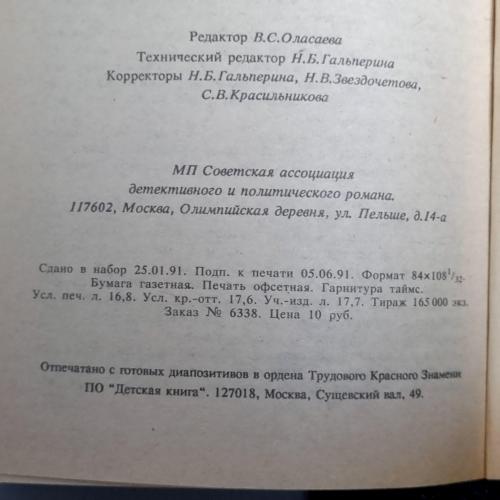 Редактор В.С.Оласаева
Технический редактор Н.Б.Гальперина
Корректоры Н.Б.Гальперина, Н.В.Звездочетова,
С.В.Красильникова
МП Советская ассоциация
детективного и политического романа.
117602, Москва, Олимпийская деревня, ул. Пельше, д.14-а
Сдано в набор 25.01.91. Подп. к печати 05.06.91. Формат 84×108¹/₃₂.
Бумага газетная. Печать офсетная. Гарнитура таймс.
Усл. печ. л. 16,8. Усл. кр.-отт. 17,6. Уч.-изд. л. 17,7. Тираж 165 000 экз.
Заказ № 6338. Цена 10 руб.
Отпечатано с готовых диапозитивов в ордена Трудового Красного Знамени
ПО "Детская книга". 127018, Москва, Сущевский вал, 49.